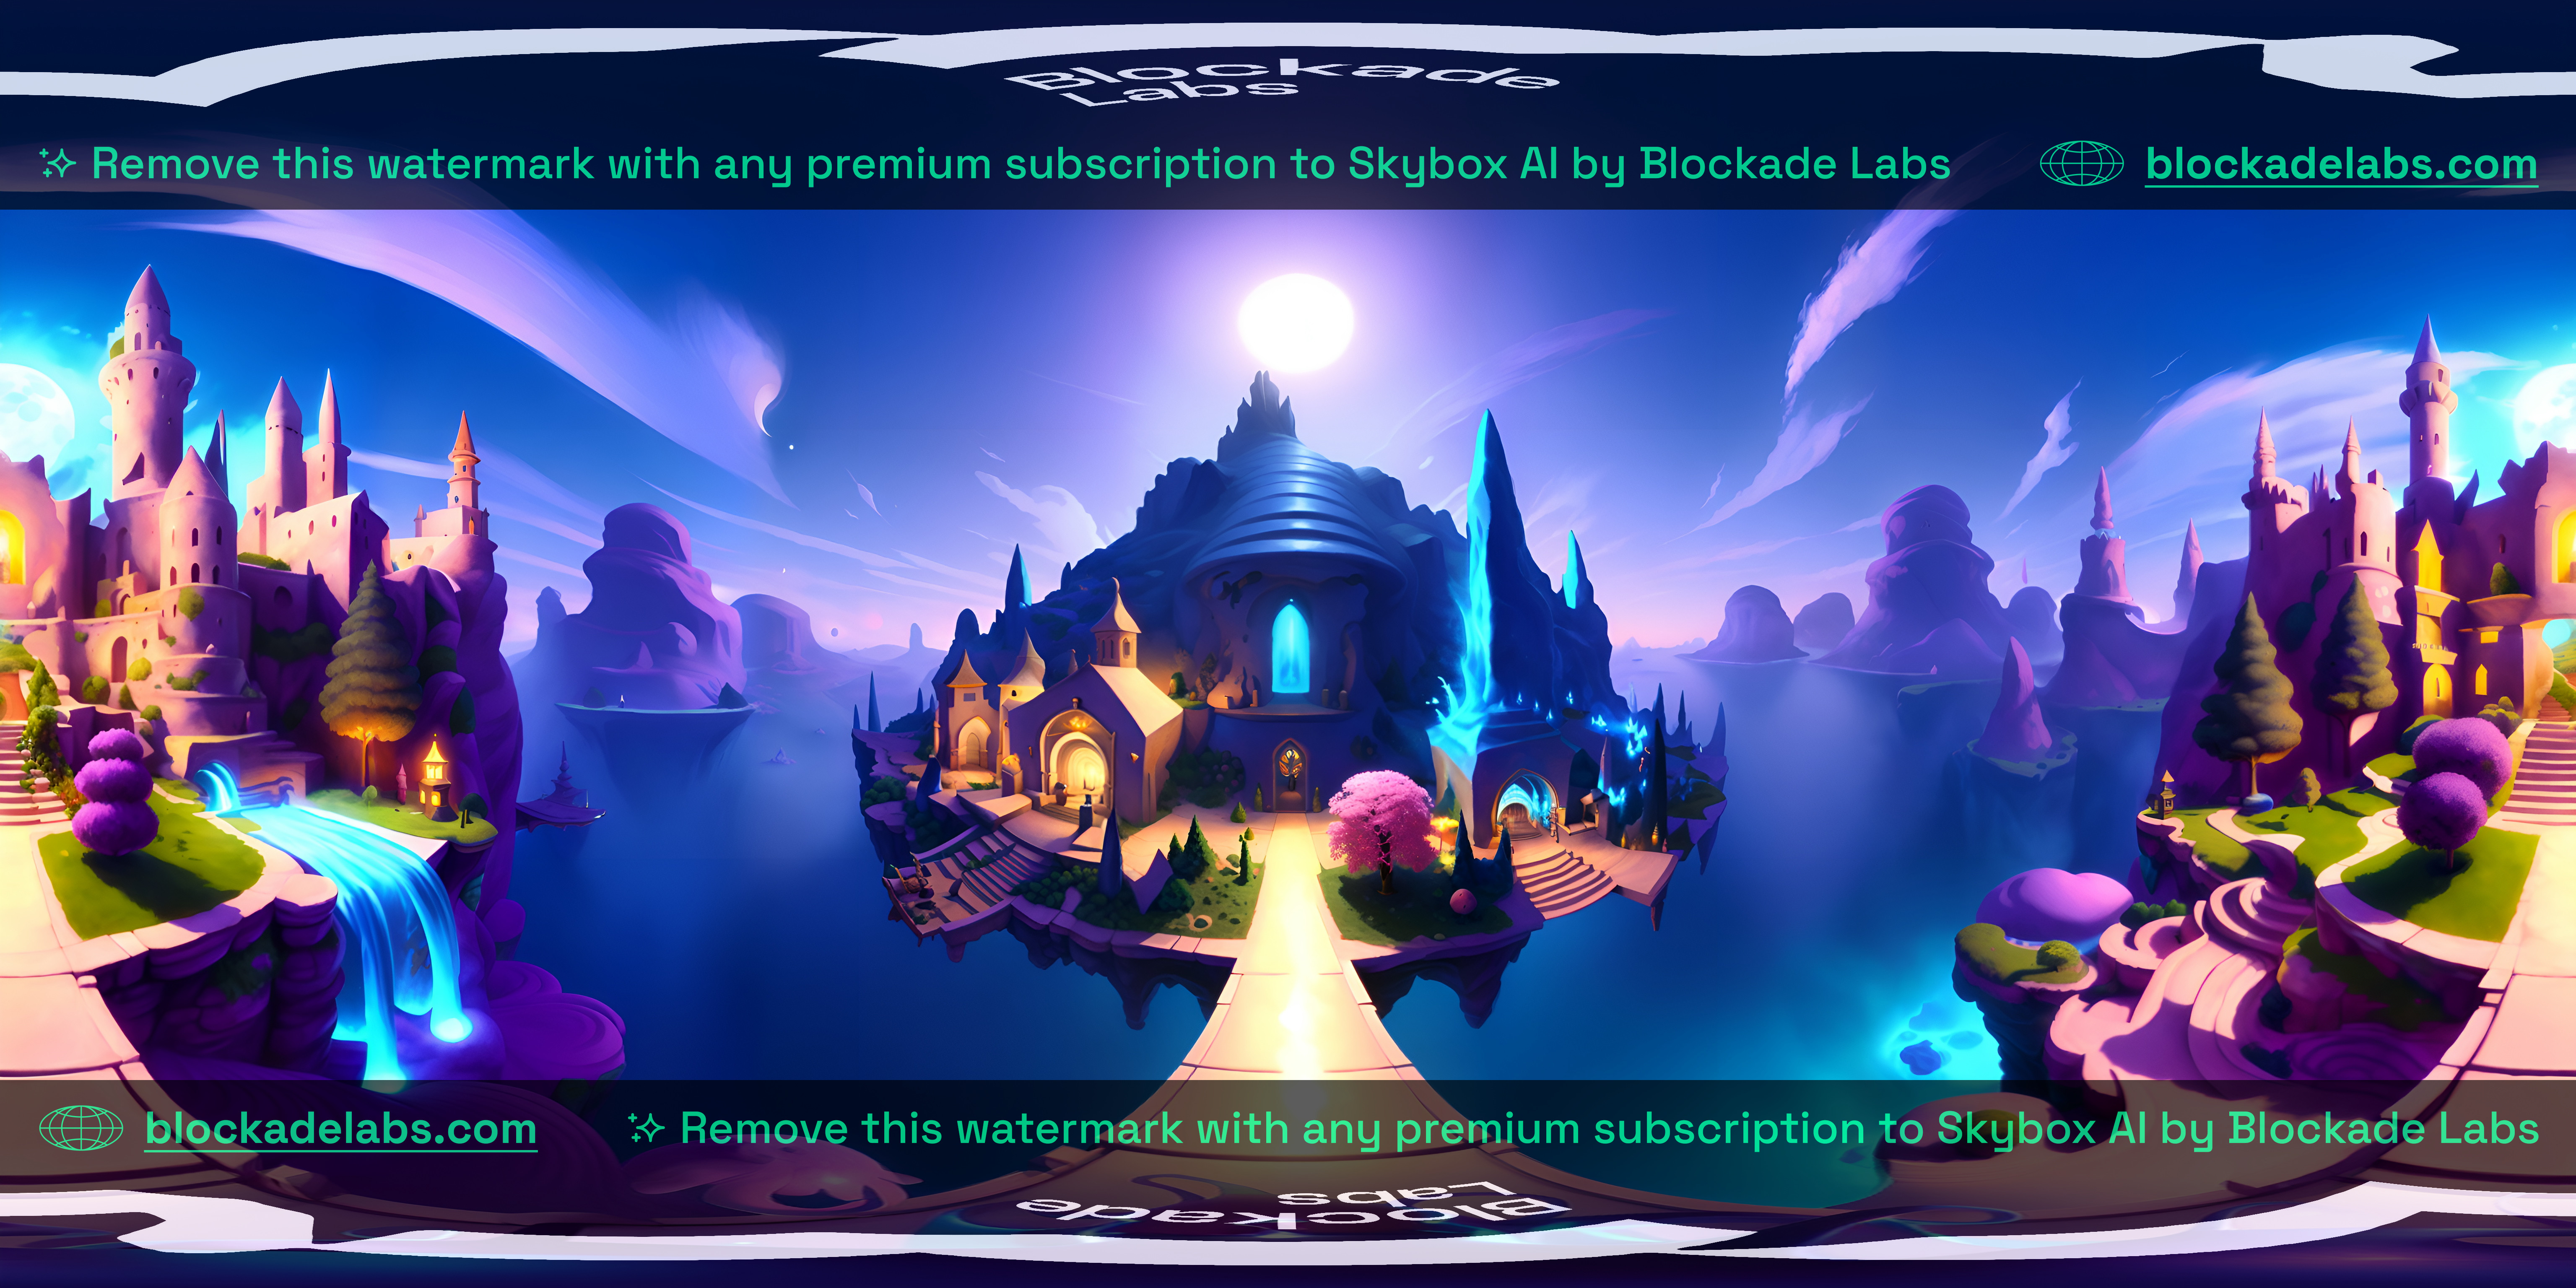 Blockade
Labs
Remove this watermark with any premium subscription to Skybox AI by Blockade Labs
blockadelabs.com
blockadelabs.com
Remove this watermark with any premium subscription to Skybox AI by Blockade Labs
Blockade
Labs